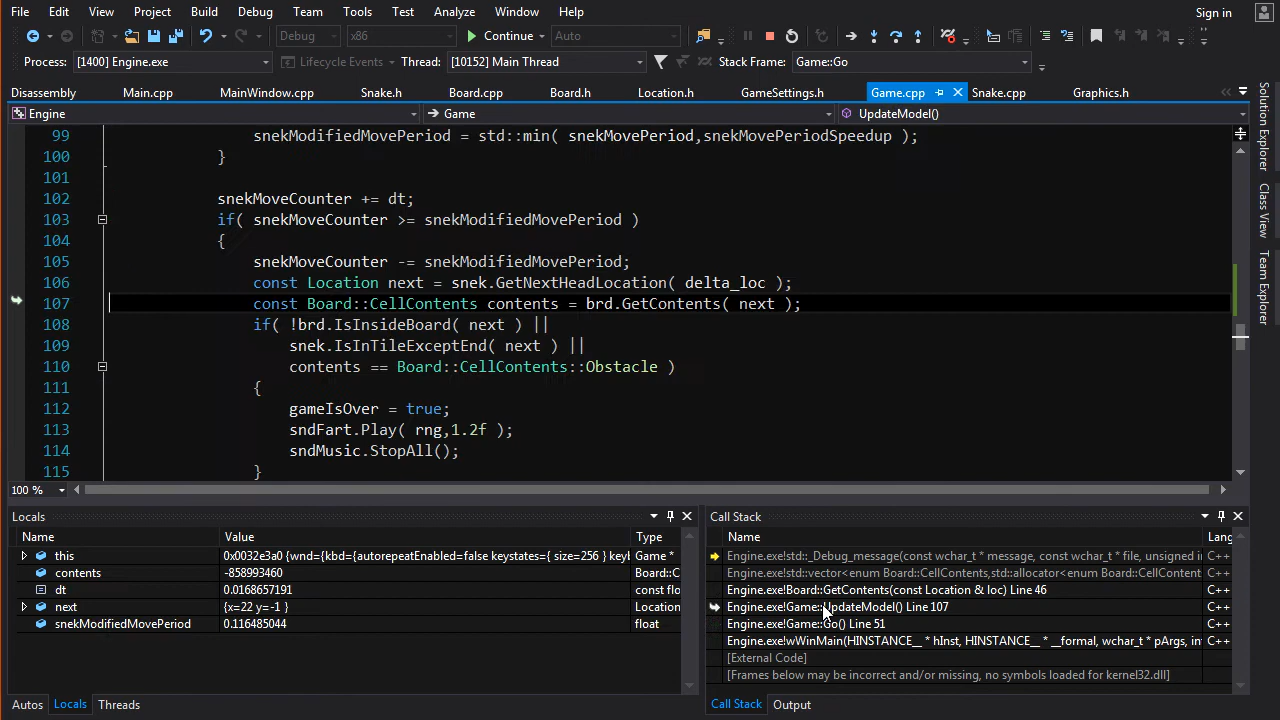 File Edit View Project Build Debug Team Tools Test Analyze Window Help Sign in
Debug x86 Continue Auto
Process: [1400] Engine.exe Lifecycle Events Thread: [10152] Main Thread Stack Frame: Game::Go
Disassembly Main.cpp MainWindow.cpp Snake.h Board.cpp Board.h Location.h GameSettings.h Game.cpp Snake.cpp Graphics.h
Engine Game UpdateModel()
99 snekModifiedMovePeriod = std::min( snekMovePeriod,snekMovePeriodSpeedup );
100 }
101
102 snekMoveCounter += dt;
103 if( snekMoveCounter >= snekModifiedMovePeriod )
104 {
105 snekMoveCounter -= snekModifiedMovePeriod;
106 const Location next = snek.GetNextHeadLocation( delta_loc );
107 const Board::CellContents contents = brd.GetContents( next );
108 if( !brd.IsInsideBoard( next ) ||
109 snek.IsInTileExceptEnd( next ) ||
110 contents == Board::CellContents::Obstacle )
111 {
112 gameIsOver = true;
113 sndFart.Play( rng,1.2f );
114 sndMusic.StopAll();
115 }
100 %
Solution Explorer
Class View
Team Explorer
Locals
Name Value Type
this 0x0032e3a0 {wnd={kbd={autorepeatEnabled=false keystates={ size=256 } keyb Game *
contents -858993460 Board::C
dt 0.0168657191 const flo
next {x=22 y=-1 } Location
snekModifiedMovePeriod 0.116485044 float
Autos Locals Threads
Call Stack
Name Lang
Engine.exe!std::_Debug_message(const wchar_t * message, const wchar_t * file, unsigned in C++
Engine.exe!std::vector<enum Board::CellContents,std::allocator<enum Board::CellContents C++
Engine.exe!Board::GetContents(const Location & loc) Line 46 C++
Engine.exe!Game::UpdateModel() Line 107 C++
Engine.exe!Game::Go() Line 51 C++
Engine.exe!wWinMain(HINSTANCE__ * hInst, HINSTANCE__ * __formal, wchar_t * pArgs, in C++
[External Code]
[Frames below may be incorrect and/or missing, no symbols loaded for kernel32.dll]
Call Stack Output